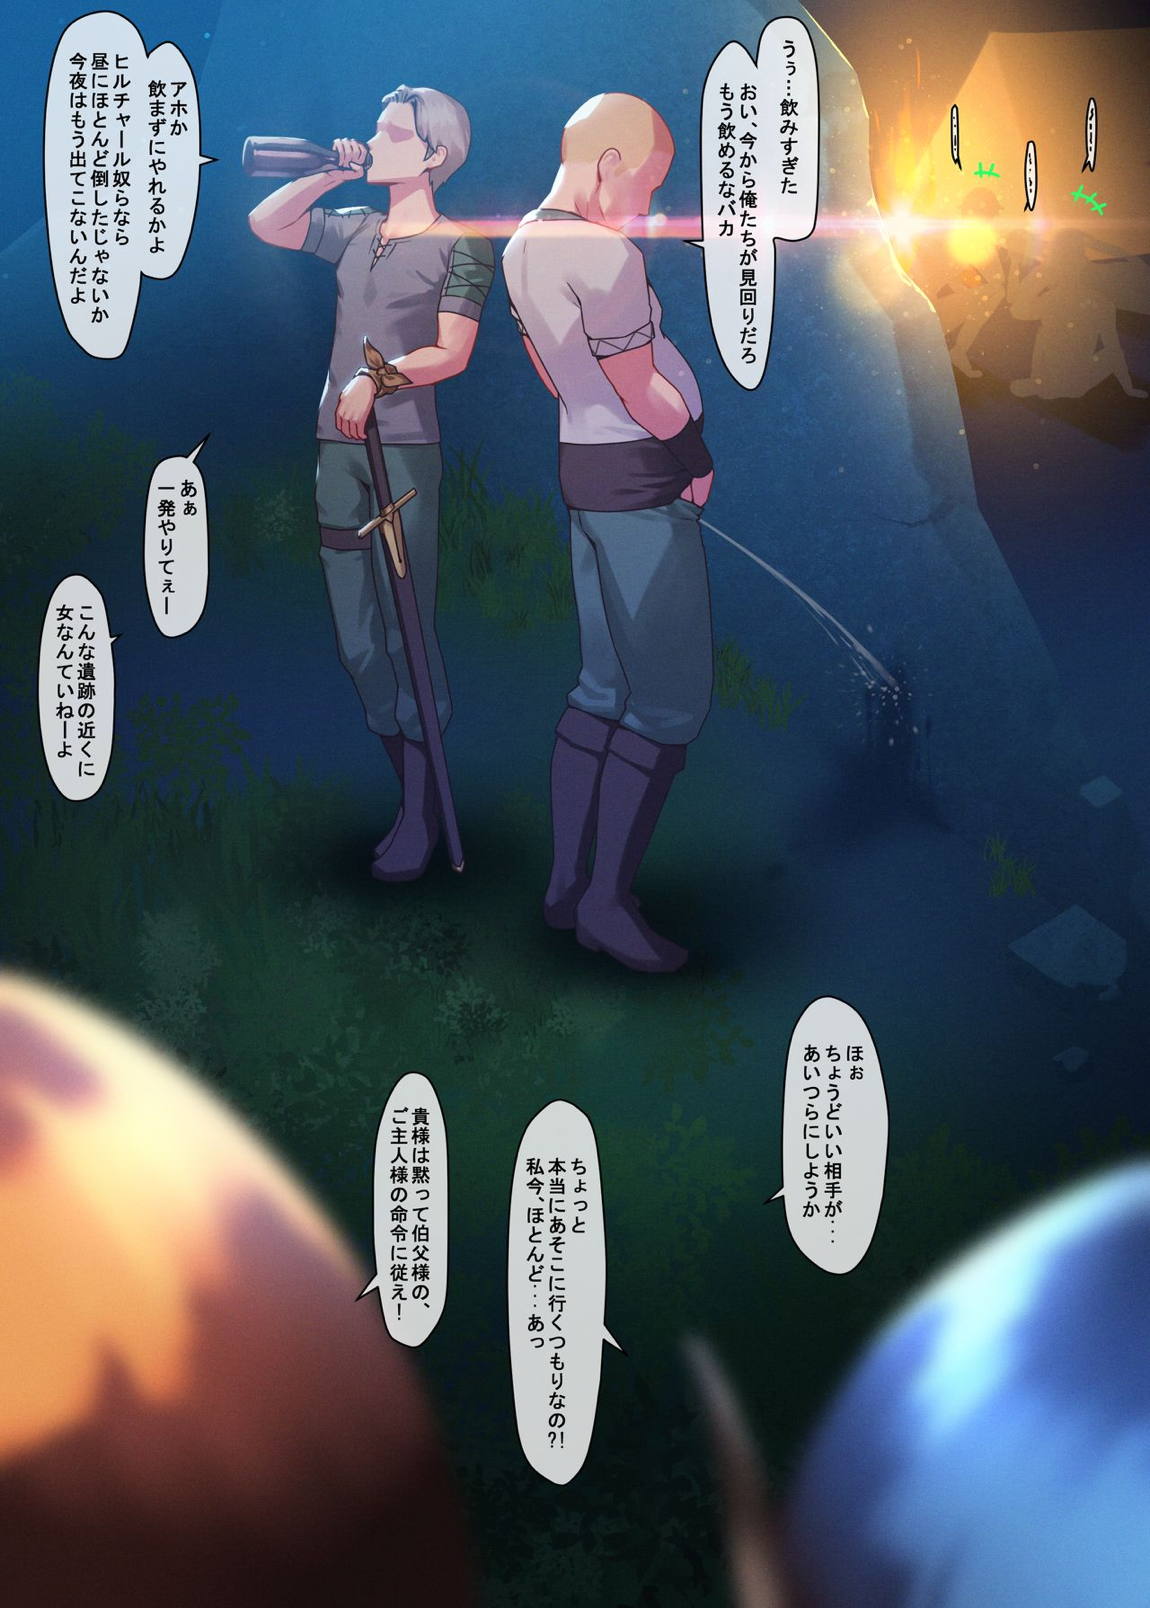 うぅ…飲みすぎた
おい、今から俺たちが見回りだろ
もう飲めるなバカ
アホか
飲まずにやれるかよ
ヒルチャール奴らなら
昼にほとんど倒したじゃないか
今夜はもう出てこないんだよ
あぁ
一発やりてぇー
こんな遺跡の近くに
女なんていねーよ
ほぉ
ちょうどいい相手が...
あいつらにしようか
ちょっと
本当にあそこに行くつもりなの?!
私今、ほとんど...あっ
貴様は黙って伯父様の、
ご主人様の命令に従え!